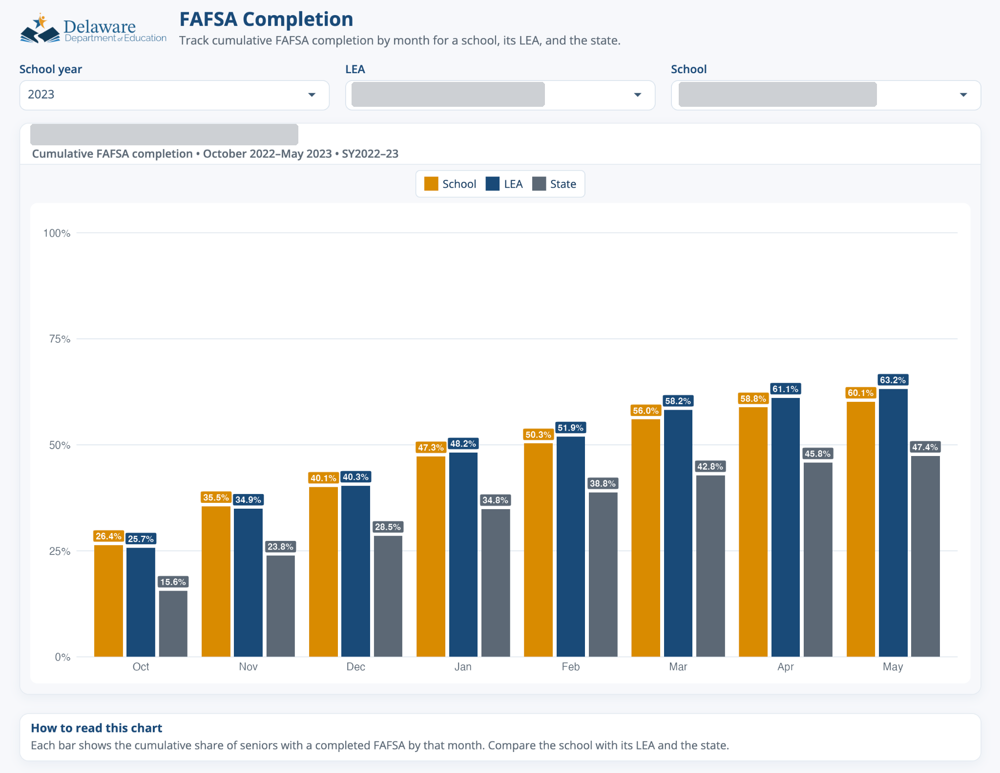 Delaware
Department of Education
FAFSA Completion
Track cumulative FAFSA completion by month for a school, its LEA, and the state.
School year
LEA
School
2023
Cumulative FAFSA completion • October 2022–May 2023 • SY2022–23
School
LEA
State
100%
75%
50%
25%
0%
26.4%
25.7%
15.6%
35.5%
34.9%
23.8%
40.1%
40.3%
28.5%
47.3%
48.2%
34.8%
50.3%
51.9%
38.8%
56.0%
58.2%
42.8%
58.8%
61.1%
45.8%
60.1%
63.2%
47.4%
Oct
Nov
Dec
Jan
Feb
Mar
Apr
May
How to read this chart
Each bar shows the cumulative share of seniors with a completed FAFSA by that month. Compare the school with its LEA and the state.